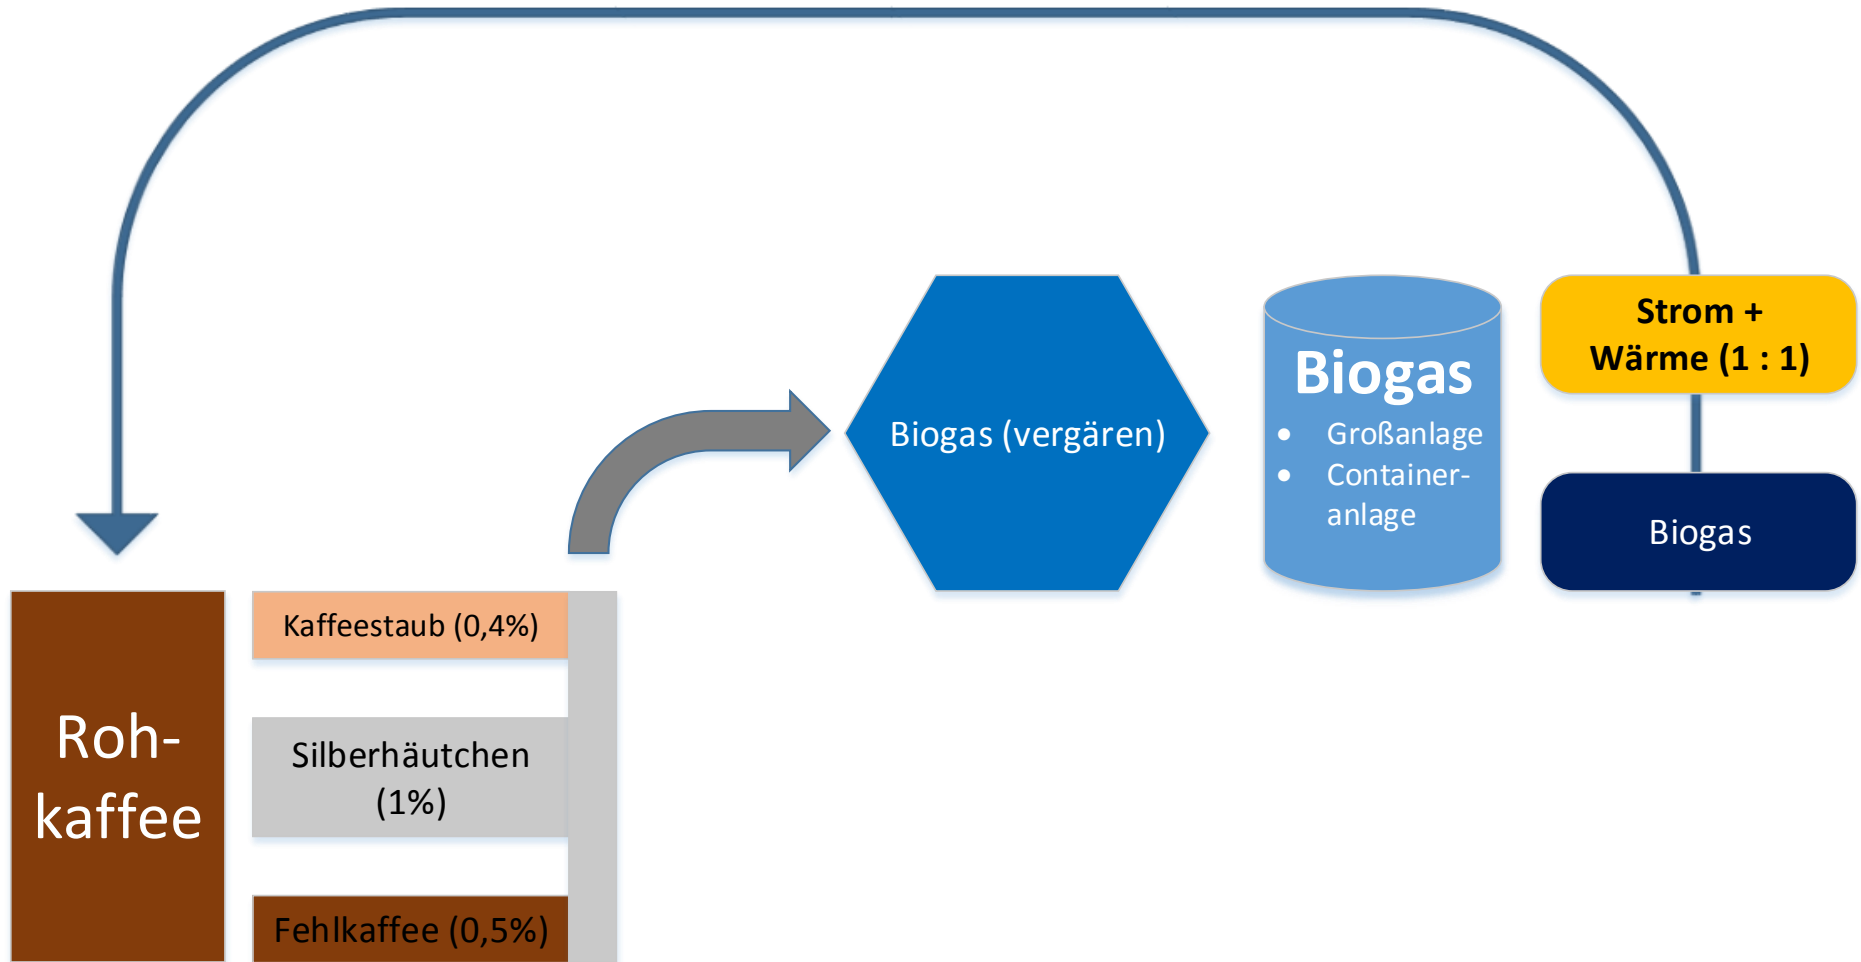 Roh-
kaffee
Kaffeestaub (0,4%)
Silberhäutchen
(1%)
Fehlkaffee (0,5%)
Biogas (vergären)
Biogas
• Großanlage
• Container-
anlage
Strom +
Wärme (1 : 1)
Biogas